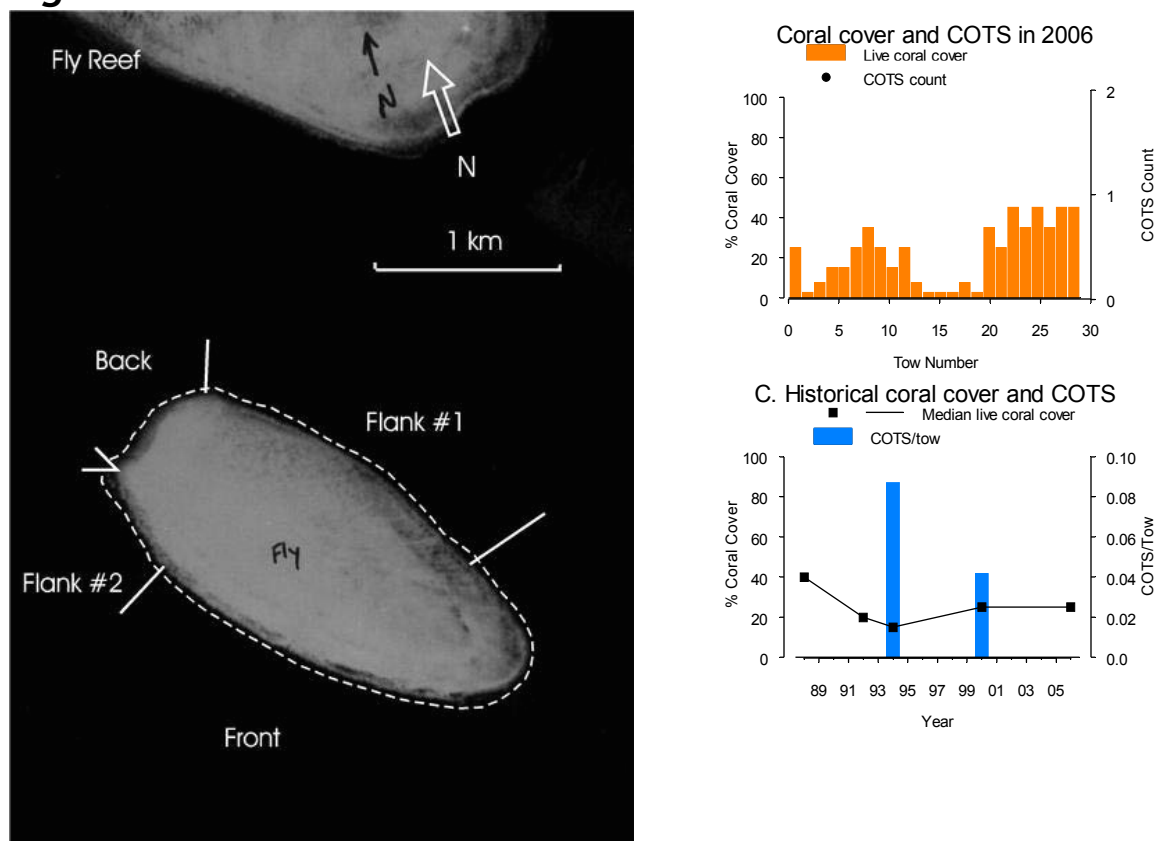 Fly Reef
N
N
1 km
Back
Flank #1
Fly
Flank #2
Front
Coral cover and COTS in 2006
Live coral cover
COTS count
100
80
60
40
20
0
% Coral Cover
2
1
0
COTS Count
0 5 10 15 20 25 30
Tow Number
C. Historical coral cover and COTS
Median live coral cover
COTS/tow
100
80
60
40
20
0
% Coral Cover
0.10
0.08
0.06
0.04
0.02
0.0
COTS/Tow
89 91 93 95 97 99 01 03 05
Year